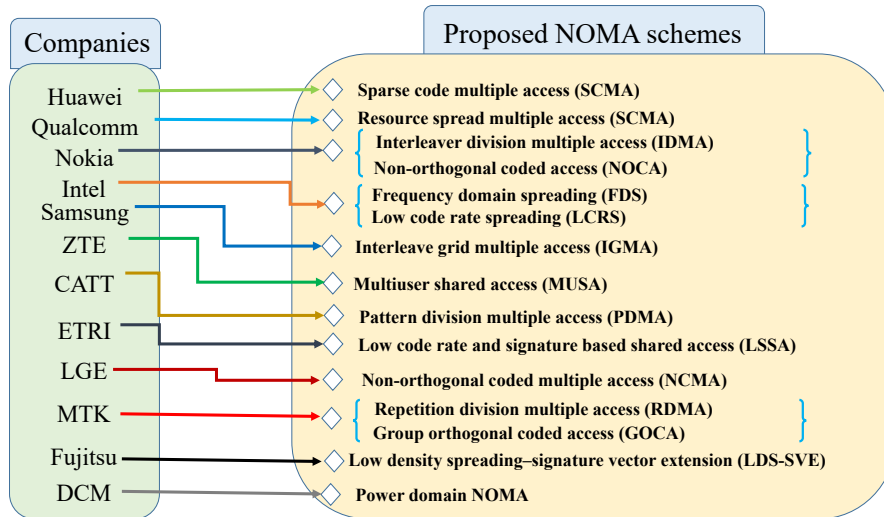 Companies
Proposed NOMA schemes
Huawei
Qualcomm
Nokia
Intel
Samsung
ZTE
CATT
ETRI
LGE
MTK
Fujitsu
DCM
Sparse code multiple access (SCMA)
Resource spread multiple access (SCMA)
Interleaver division multiple access (IDMA)
Non-orthogonal coded access (NOCA)
Frequency domain spreading (FDS)
Low code rate spreading (LCRS)
Interleave grid multiple access (IGMA)
Multiuser shared access (MUSA)
Pattern division multiple access (PDMA)
Low code rate and signature based shared access (LSSA)
Non-orthogonal coded multiple access (NCMA)
Repetition division multiple access (RDMA)
Group orthogonal coded access (GOCA)
Low density spreading–signature vector extension (LDS-SVE)
Power domain NOMA